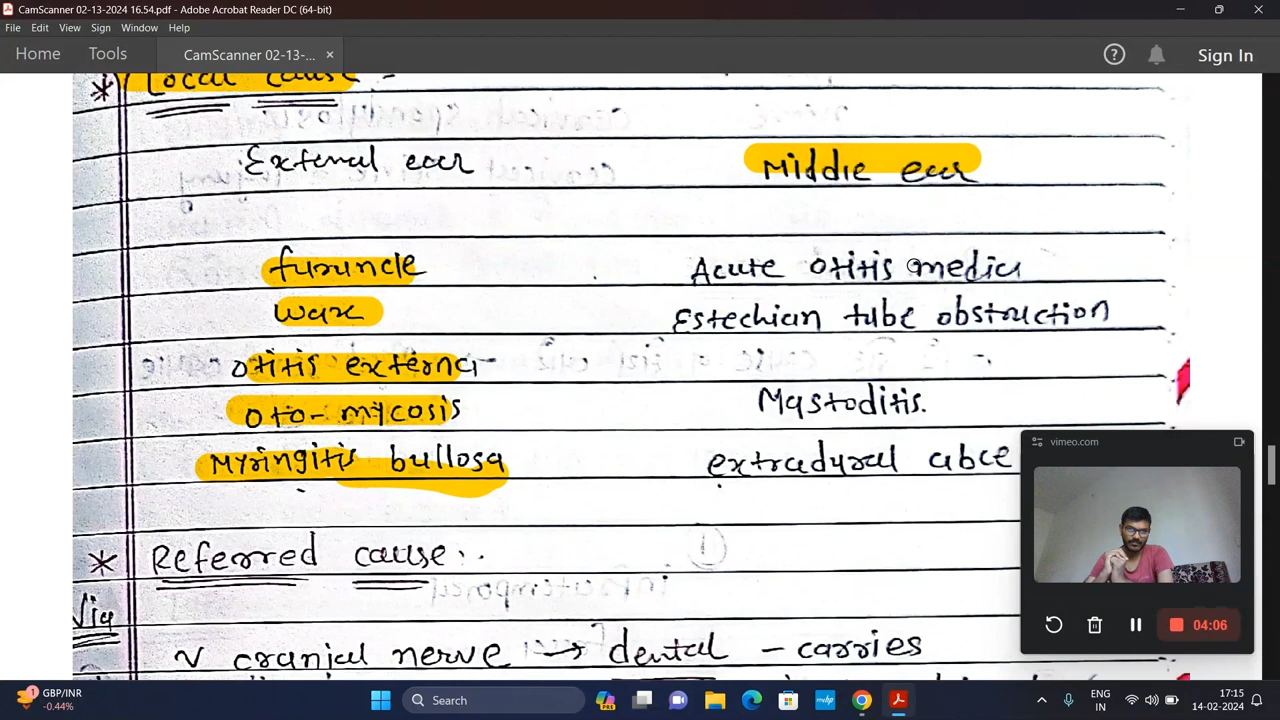 CamScanner 02-13-2024 16.54.pdf - Adobe Acrobat Reader DC (64-bit)
File Edit View Sign Window Help
Home Tools CamScanner 02-13-... × Sign In
* Local cause -
External ear Middle ear
furuncle Acute otitis media
wax Estechian tube obstruction
otitis externa
Mastoditis.
oto-mycosis
Myringitis bullosa extradural abce
vimeo.com
* Referred cause :.
Via
V cranial nerve → dental - carries
04:06
GBP/INR
-0.44%
Search
ENG
IN
17:15
14-02-2024